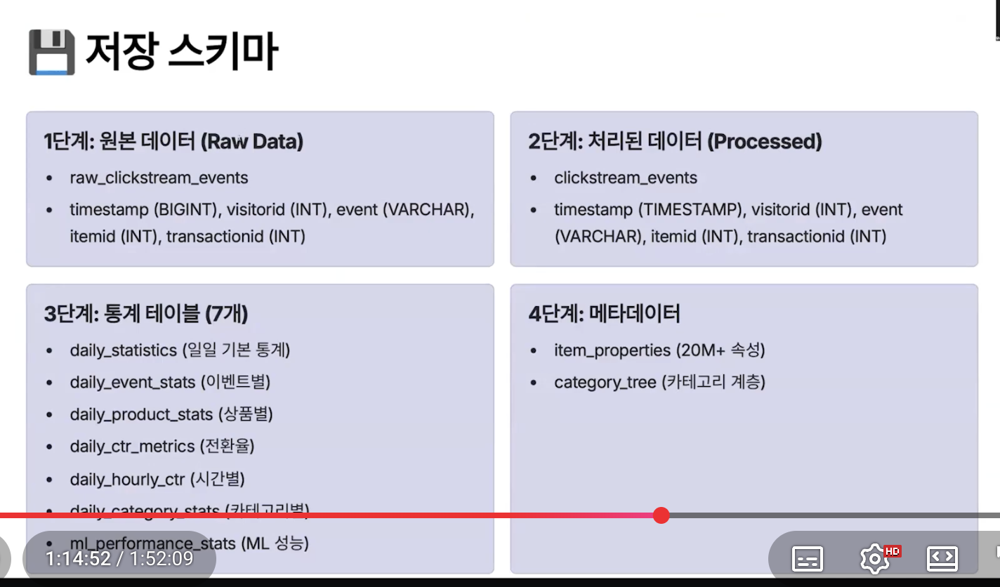 저장 스키마
1단계: 원본 데이터 (Raw Data)
• raw_clickstream_events
• timestamp (BIGINT), visitorid (INT), event (VARCHAR),
itemid (INT), transactionid (INT)
2단계: 처리된 데이터 (Processed)
• clickstream_events
• timestamp (TIMESTAMP), visitorid (INT), event
(VARCHAR), itemid (INT), transactionid (INT)
3단계: 통계 테이블 (7개)
• daily_statistics (일일 기본 통계)
• daily_event_stats (이벤트별)
• daily_product_stats (상품별)
• daily_ctr_metrics (전환율)
• daily_hourly_ctr (시간별)
• daily_category_stats (카테고리별)
• ml_performance_stats (ML 성능)
4단계: 메타데이터
• item_properties (20M+ 속성)
• category_tree (카테고리 계층)
1:14:52 / 1:52:09
HD